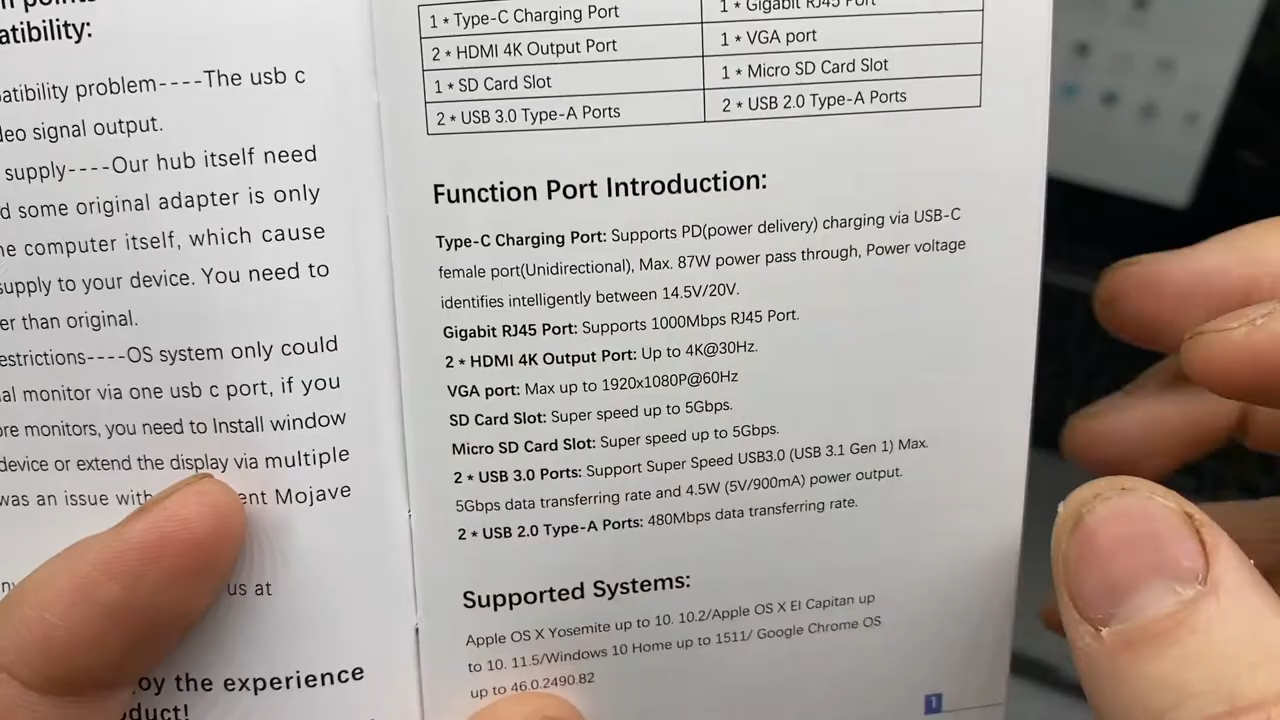 atibility:
atibility problem----The usb c
deo signal output.
supply----Our hub itself need
d some original adapter is only
he computer itself, which cause
supply to your device. You need to
er than original.
estrictions----OS system only could
al monitor via one usb c port, if you
ore monitors, you need to Install window
device or extend the display via multiple
was an issue with ent Mojave
us at
oy the experience
duct!
1 * Type-C Charging Port 1 * Gigabit RJ45 Port
2 * HDMI 4K Output Port 1 * VGA port
1 * SD Card Slot 1 * Micro SD Card Slot
2 * USB 3.0 Type-A Ports 2 * USB 2.0 Type-A Ports
Function Port Introduction:
Type-C Charging Port: Supports PD(power delivery) charging via USB-C
female port(Unidirectional), Max. 87W power pass through, Power voltage
identifies intelligently between 14.5V/20V.
Gigabit RJ45 Port: Supports 1000Mbps RJ45 Port.
2 * HDMI 4K Output Port: Up to 4K@30Hz.
VGA port: Max up to 1920x1080P@60Hz
SD Card Slot: Super speed up to 5Gbps.
Micro SD Card Slot: Super speed up to 5Gbps.
2 * USB 3.0 Ports: Support Super Speed USB3.0 (USB 3.1 Gen 1) Max.
5Gbps data transferring rate and 4.5W (5V/900mA) power output.
2 * USB 2.0 Type-A Ports: 480Mbps data transferring rate.
Supported Systems:
Apple OS X Yosemite up to 10. 10.2/Apple OS X EI Capitan up
to 10. 11.5/Windows 10 Home up to 1511/ Google Chrome OS
up to 46.0.2490.82
1